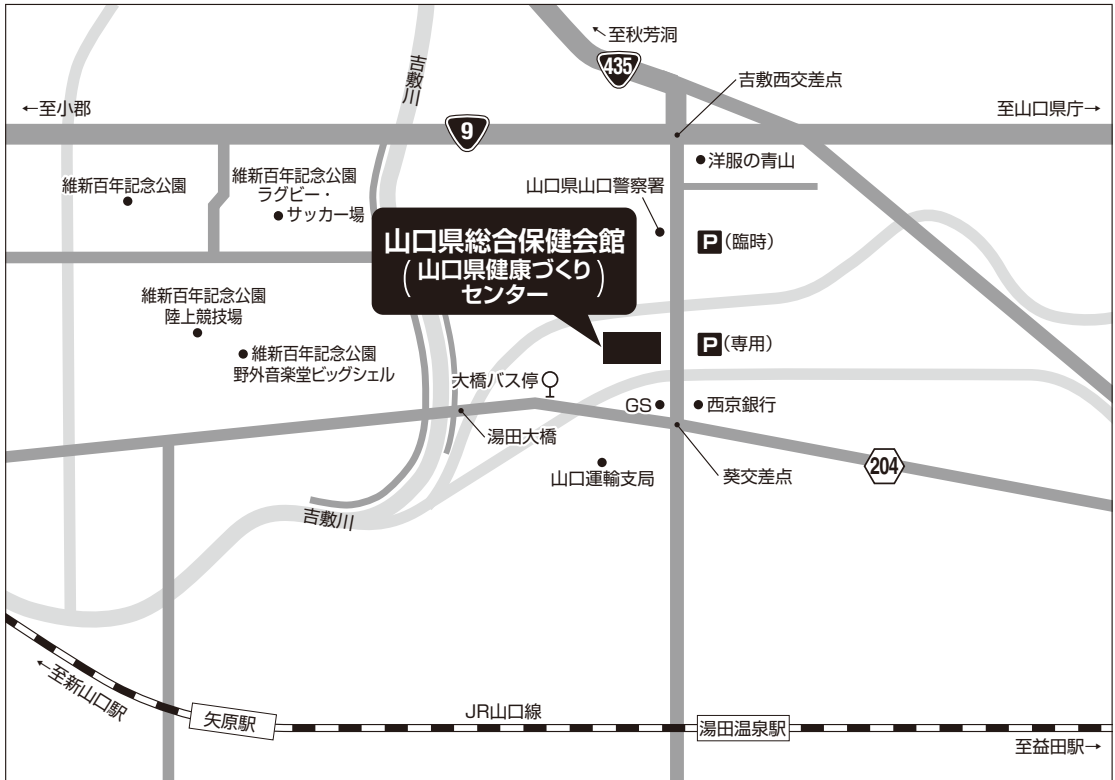 ↖至秋芳洞
435
吉敷川
吉敷西交差点
←至小郡
至山口県庁→
9
洋服の青山
維新百年記念公園
維新百年記念公園
ラグビー・
サッカー場
山口県山口警察署
P(臨時)
山口県総合保健会館
(山口県健康づくり
センター)
維新百年記念公園
陸上競技場
P(専用)
維新百年記念公園
野外音楽堂ビッグシェル
大橋バス停
GS
西京銀行
湯田大橋
204
山口運輸支局
葵交差点
吉敷川
←至新山口駅
矢原駅
JR山口線
湯田温泉駅
至益田駅→